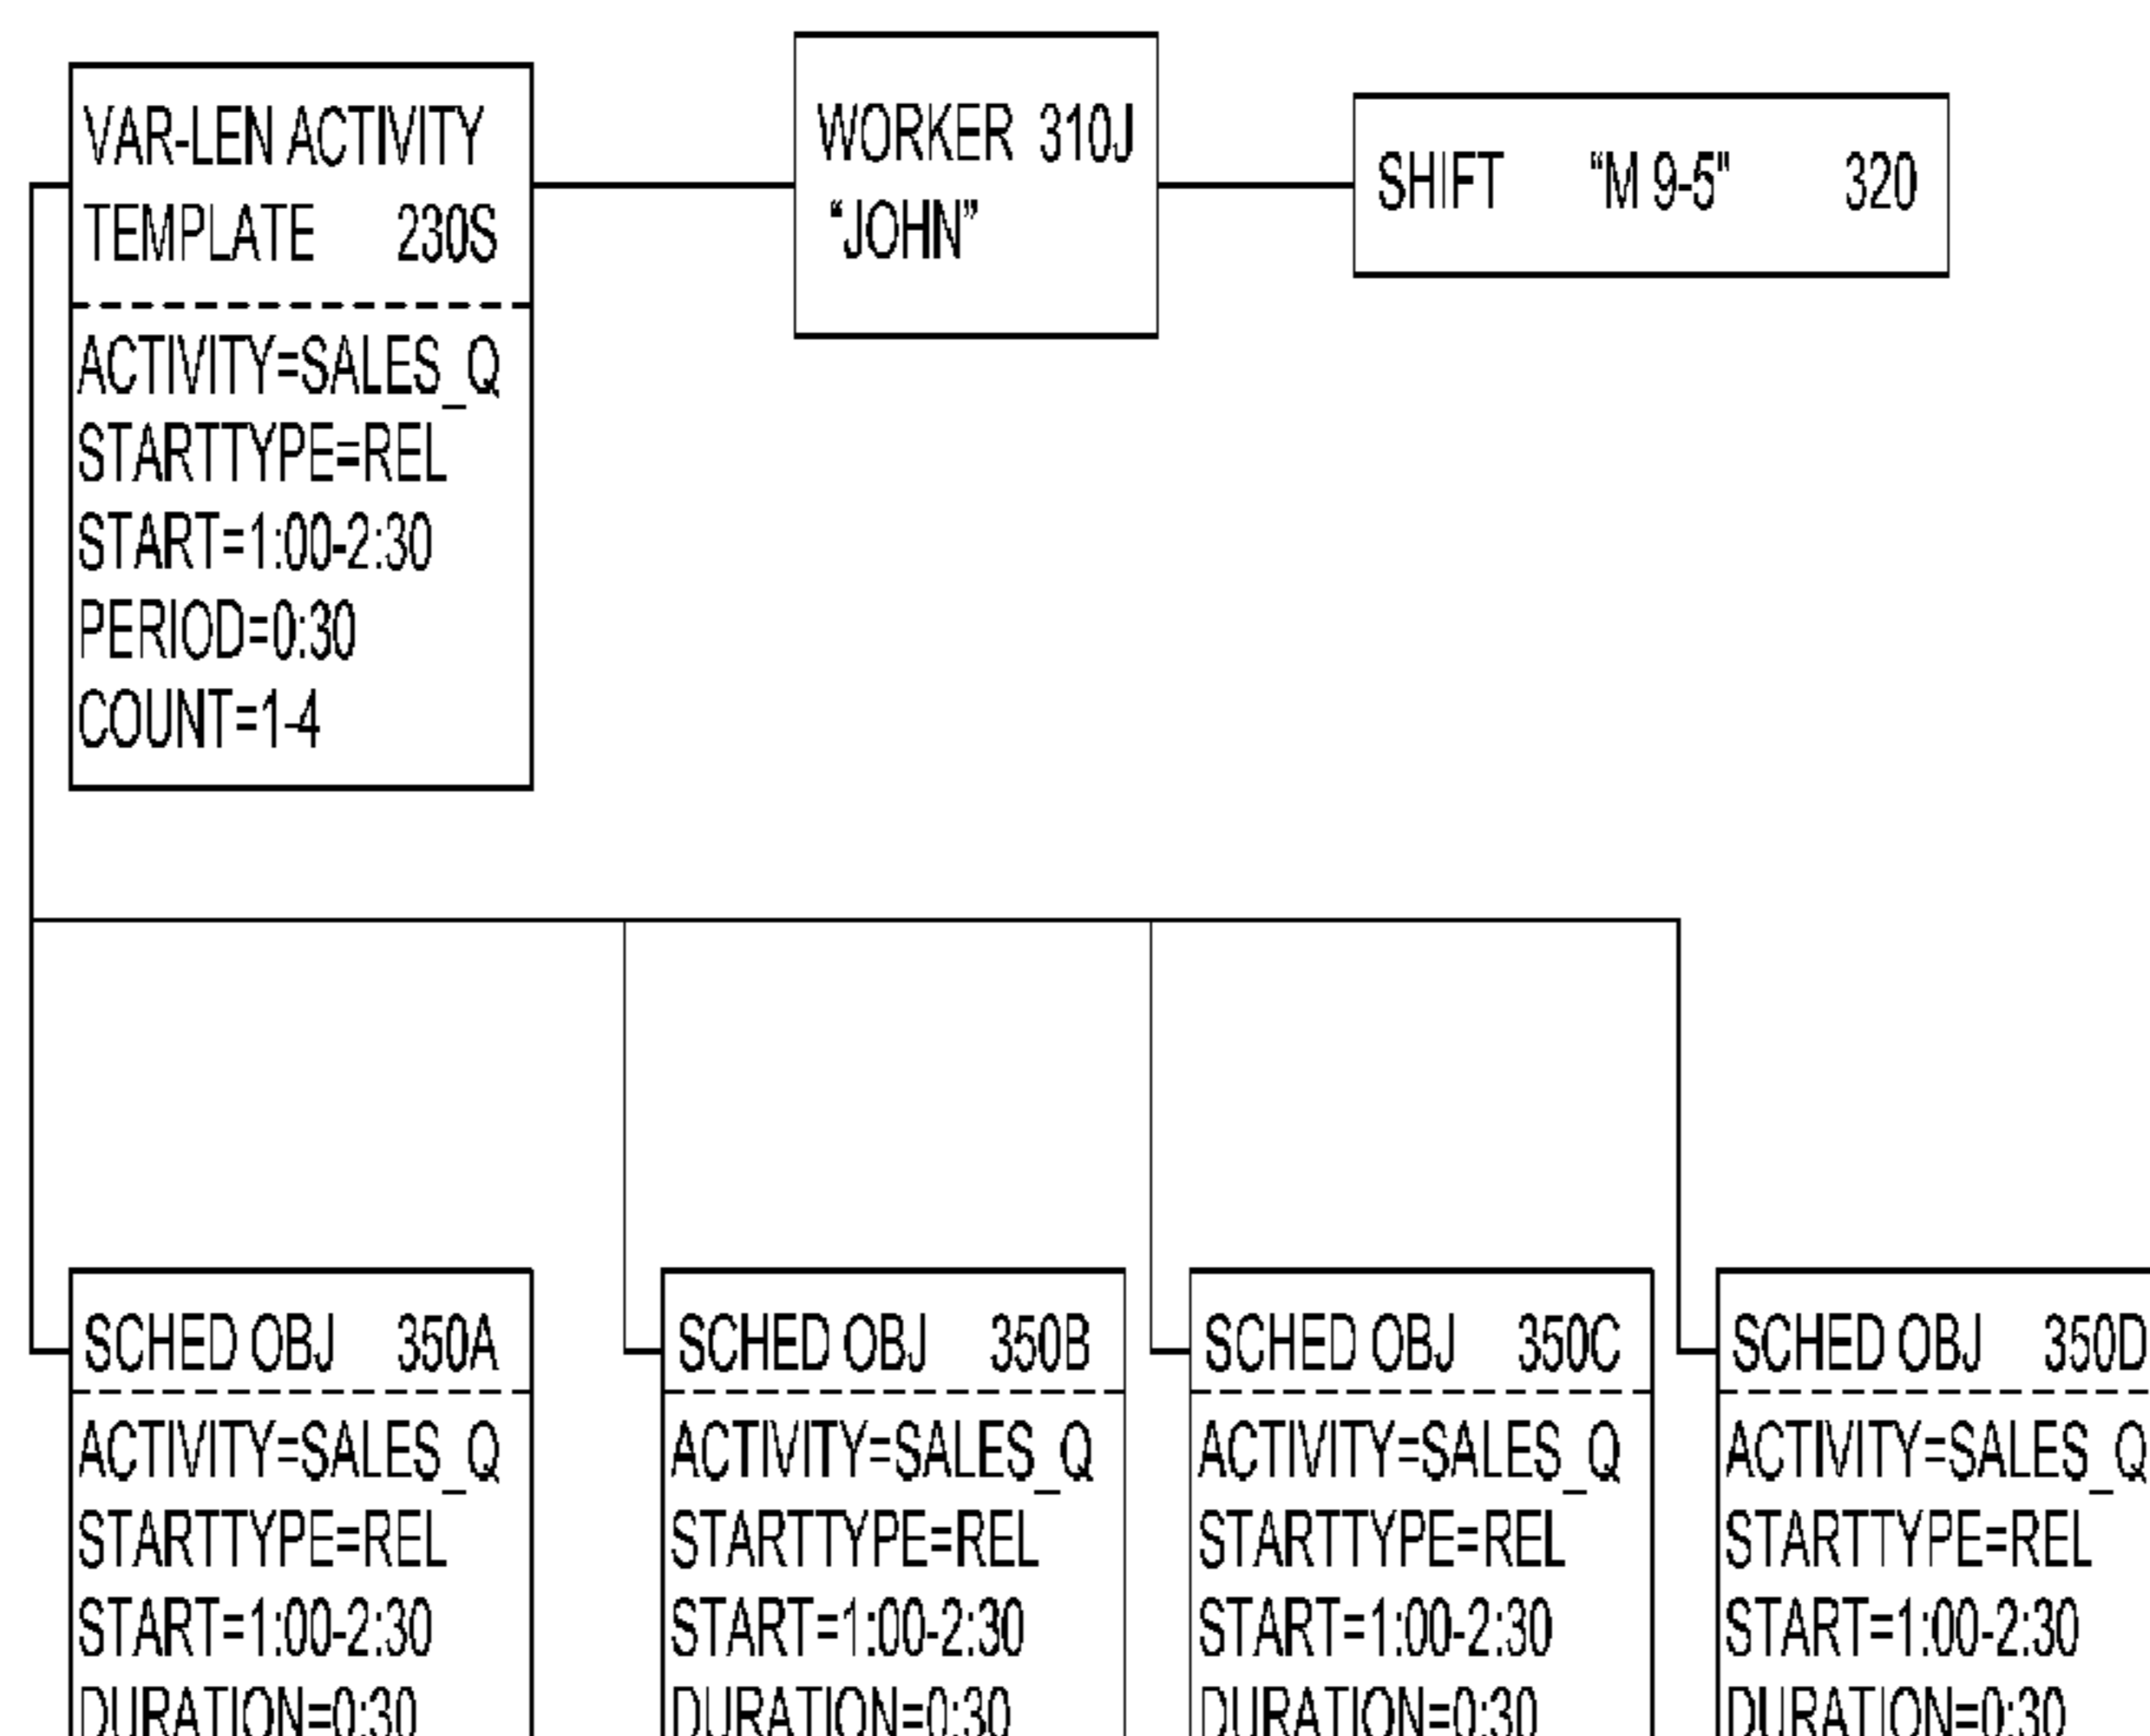 VAR-LEN ACTIVITY
TEMPLATE 230S
ACTIVITY=SALES_Q
STARTTYPE=REL
START=1:00-2:30
PERIOD=0:30
COUNT=1-4
WORKER 310J
“JOHN”
SHIFT “M 9-5” 320
SCHED OBJ 350A
ACTIVITY=SALES_Q
STARTTYPE=REL
START=1:00-2:30
DURATION=0:30
SCHED OBJ 350B
ACTIVITY=SALES_Q
STARTTYPE=REL
START=1:00-2:30
DURATION=0:30
SCHED OBJ 350C
ACTIVITY=SALES_Q
STARTTYPE=REL
START=1:00-2:30
DURATION=0:30
SCHED OBJ 350D
ACTIVITY=SALES_Q
STARTTYPE=REL
START=1:00-2:30
DURATION=0:30